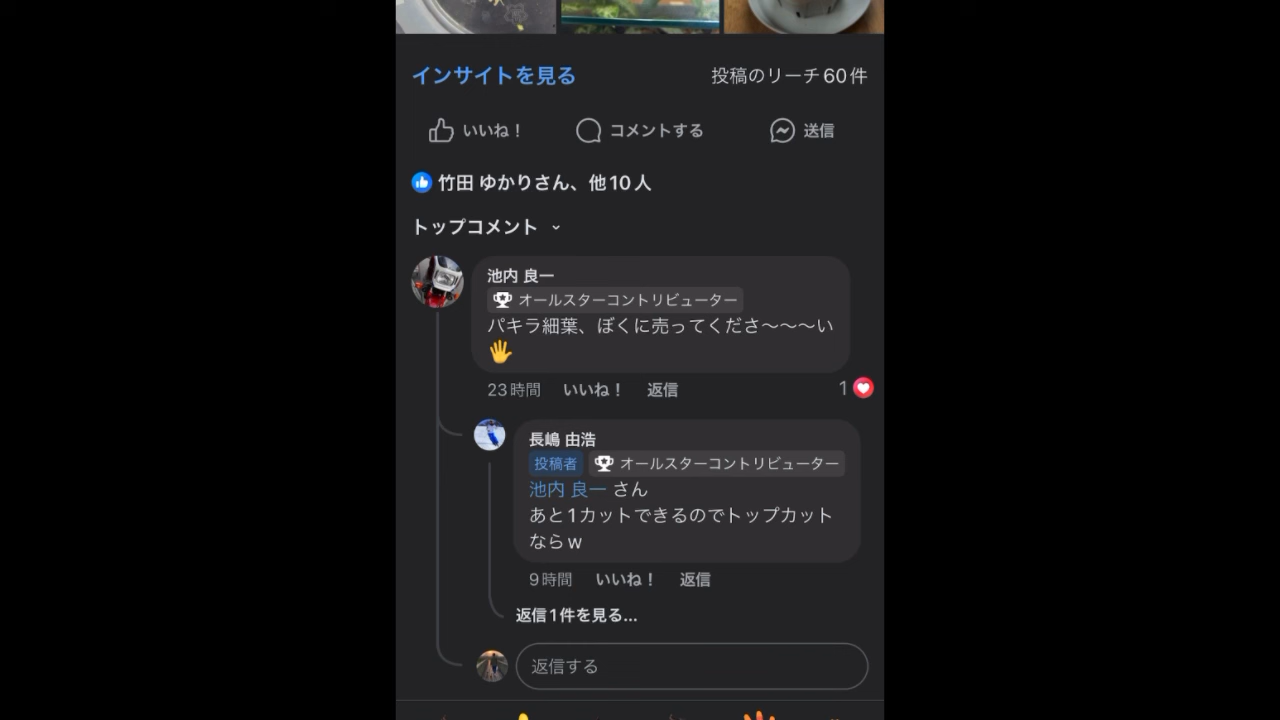 インサイトを見る 投稿のリーチ60件
いいね! コメントする 送信
竹田 ゆかりさん、他10人
トップコメント
池内 良一
オールスターコントリビューター
パキラ細葉、ぼくに売ってくださ〜〜〜い
🖐
23時間 いいね! 返信 1
長嶋 由浩
投稿者 オールスターコントリビューター
池内 良一 さん
あと1カットできるのでトップカット
ならw
9時間 いいね! 返信
返信1件を見る...
返信する